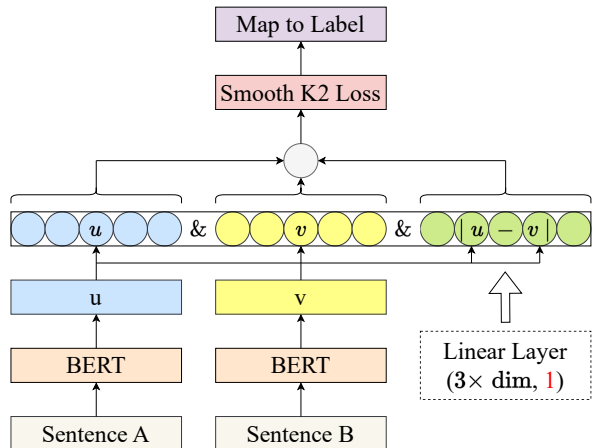 Map to Label
Smooth K2 Loss
u & v & |u − v|
u v
BERT BERT
Linear Layer
(3× dim, 1)
Sentence A Sentence B